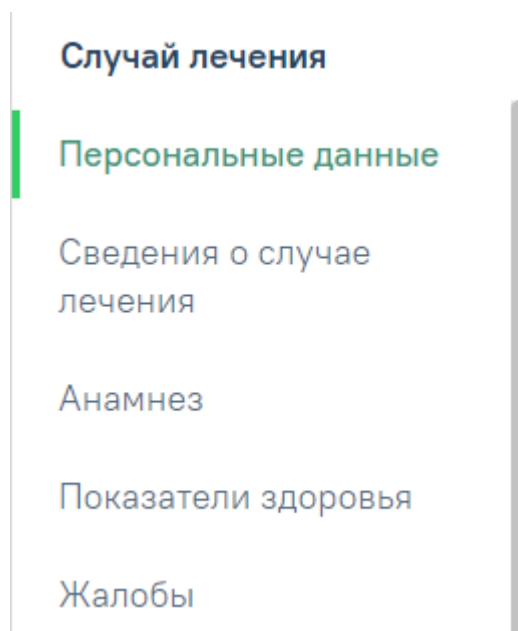 Случай лечения
Персональные данные
Сведения о случае
лечения
Анамнез
Показатели здоровья
Жалобы